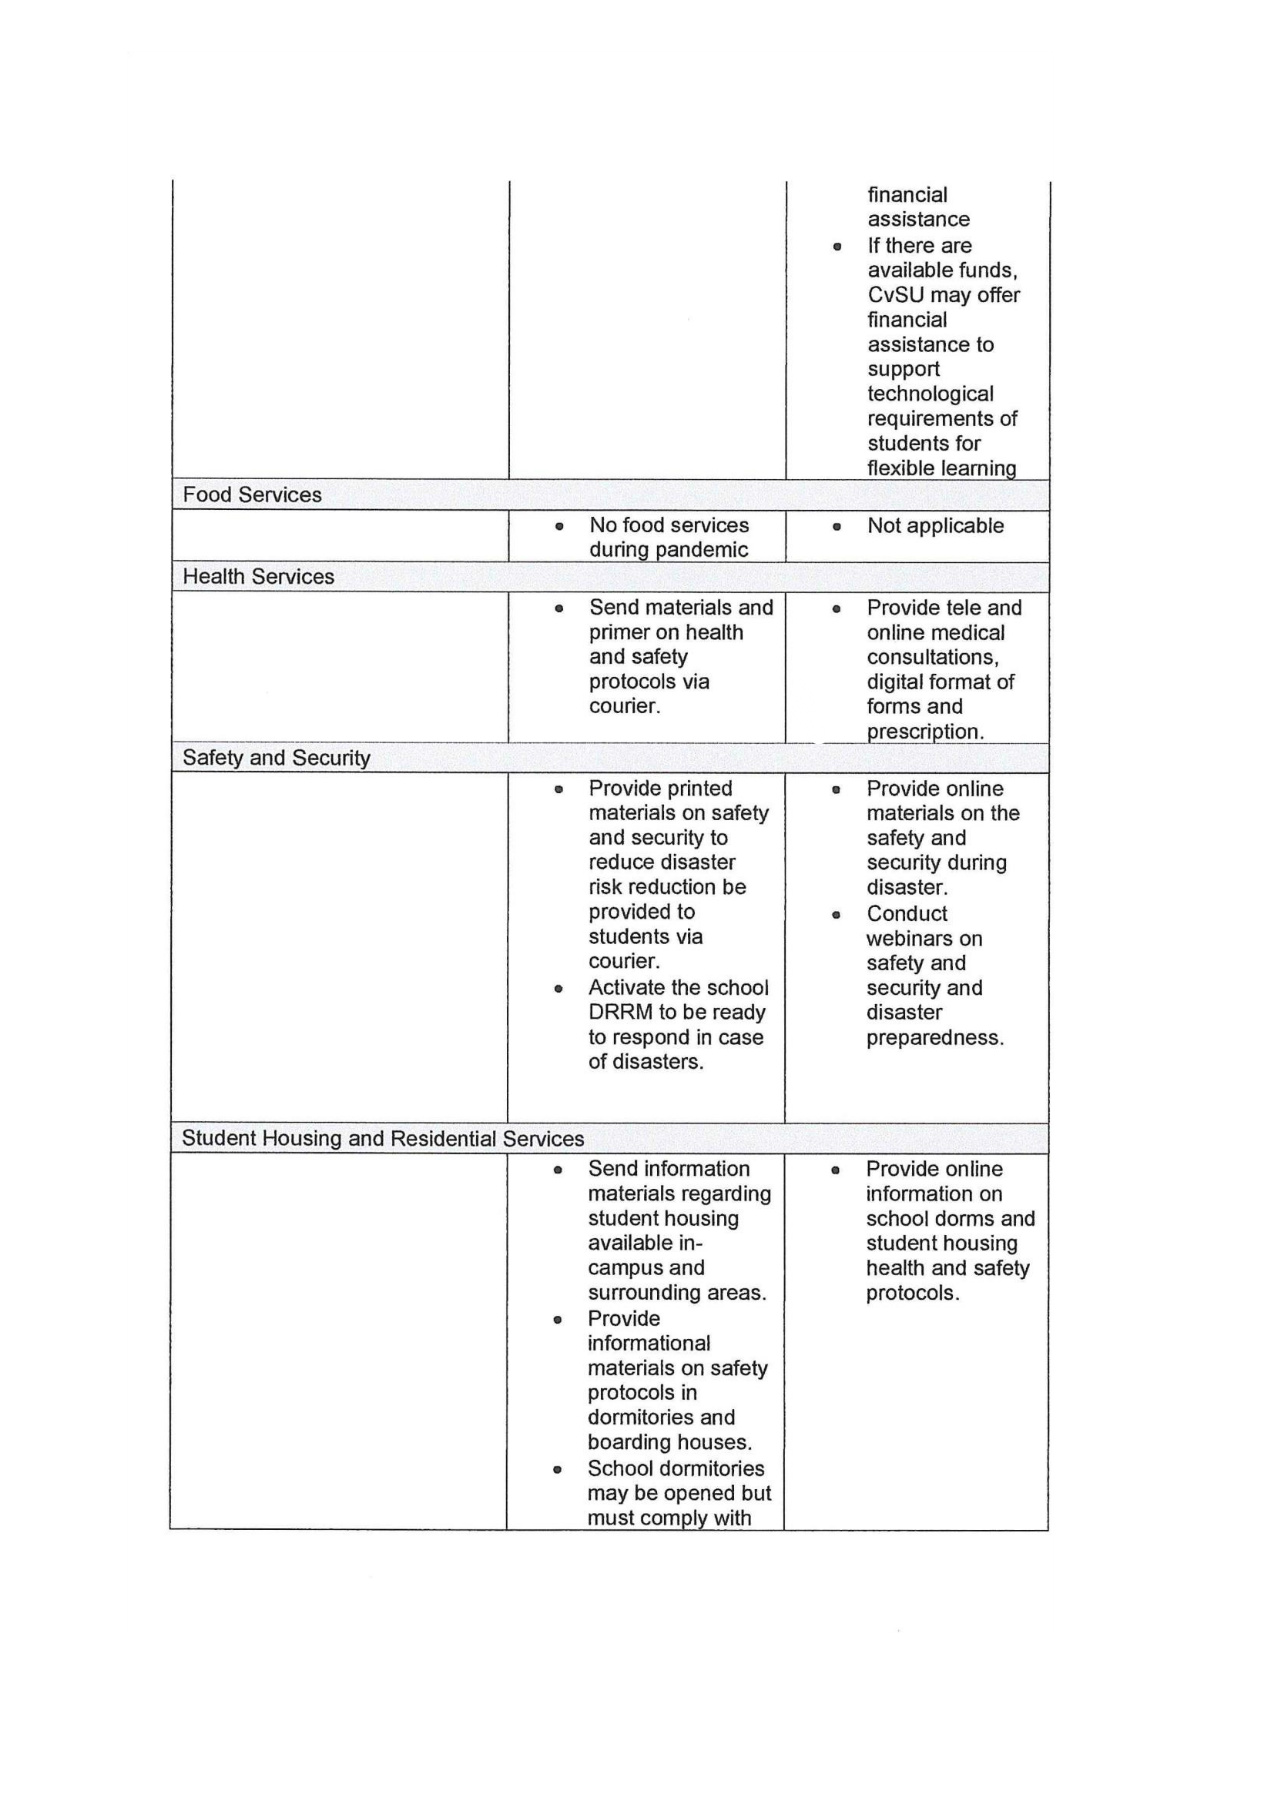 financial
assistance
• If there are
available funds,
CvSU may offer
financial
assistance to
support
technological
requirements of
students for
flexible learning
Food Services
• No food services
during pandemic
• Not applicable
Health Services
• Send materials and
primer on health
and safety
protocols via
courier.
• Provide tele and
online medical
consultations,
digital format of
forms and
prescription.
Safety and Security
• Provide printed
materials on safety
and security to
reduce disaster
risk reduction be
provided to
students via
courier.
• Activate the school
DRRM to be ready
to respond in case
of disasters.
• Provide online
materials on the
safety and
security during
disaster.
• Conduct
webinars on
safety and
security and
disaster
preparedness.
Student Housing and Residential Services
• Send information
materials regarding
student housing
available in-
campus and
surrounding areas.
• Provide
informational
materials on safety
protocols in
dormitories and
boarding houses.
• School dormitories
may be opened but
must comply with
• Provide online
information on
school dorms and
student housing
health and safety
protocols.